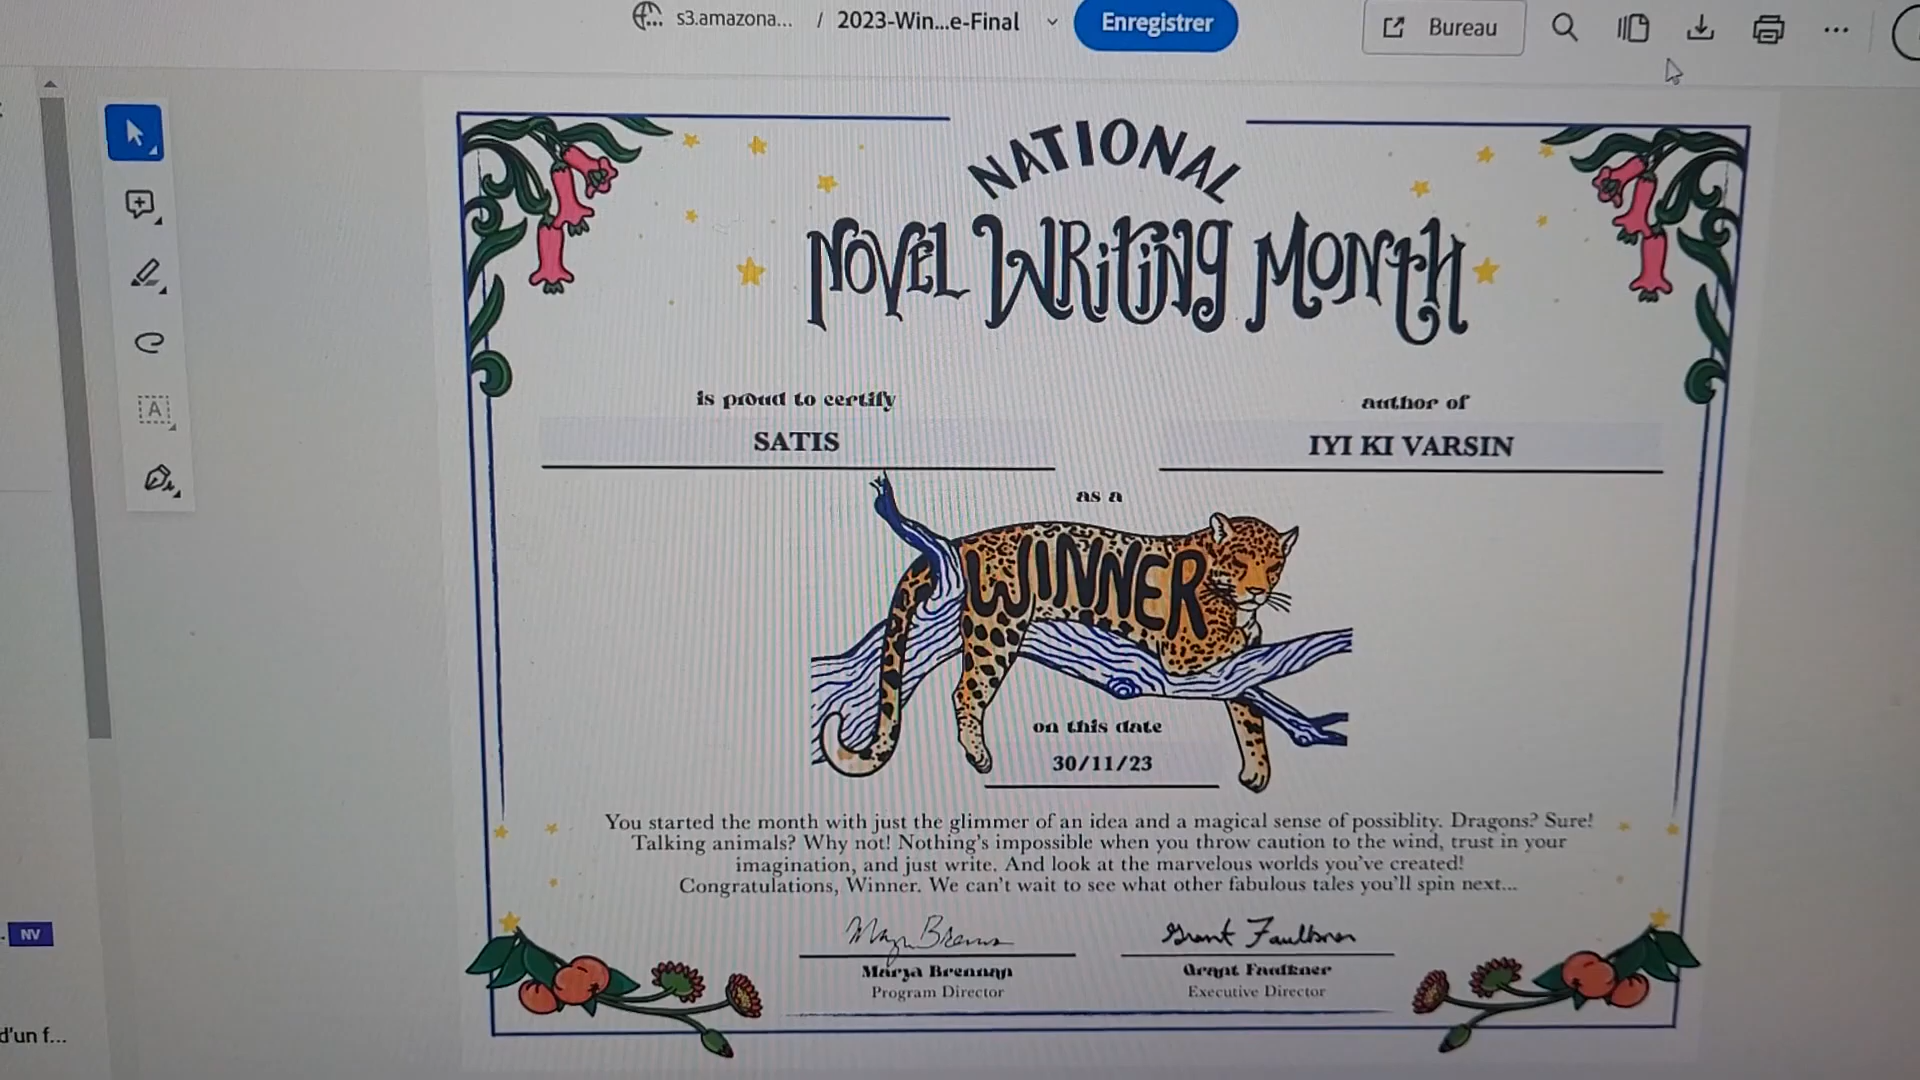 s3.amazona... / 2023-Win...e-Final
Enregistrer
Bureau
NATIONAL
NOVEL WRiTiNg MONtH
is proud to certify
author of
SATIS
IYI KI VARSIN
as a
WINNER
on this date
30/11/23
You started the month with just the glimmer of an idea and a magical sense of possiblity. Dragons? Sure!
Talking animals? Why not! Nothing's impossible when you throw caution to the wind, trust in your
imagination, and just write. And look at the marvelous worlds you've created!
Congratulations, Winner. We can't wait to see what other fabulous tales you'll spin next...
Grant Faulkner
Marya Brennan
Grant Faulkner
Program Director
Executive Director
NV
d'un f...
A